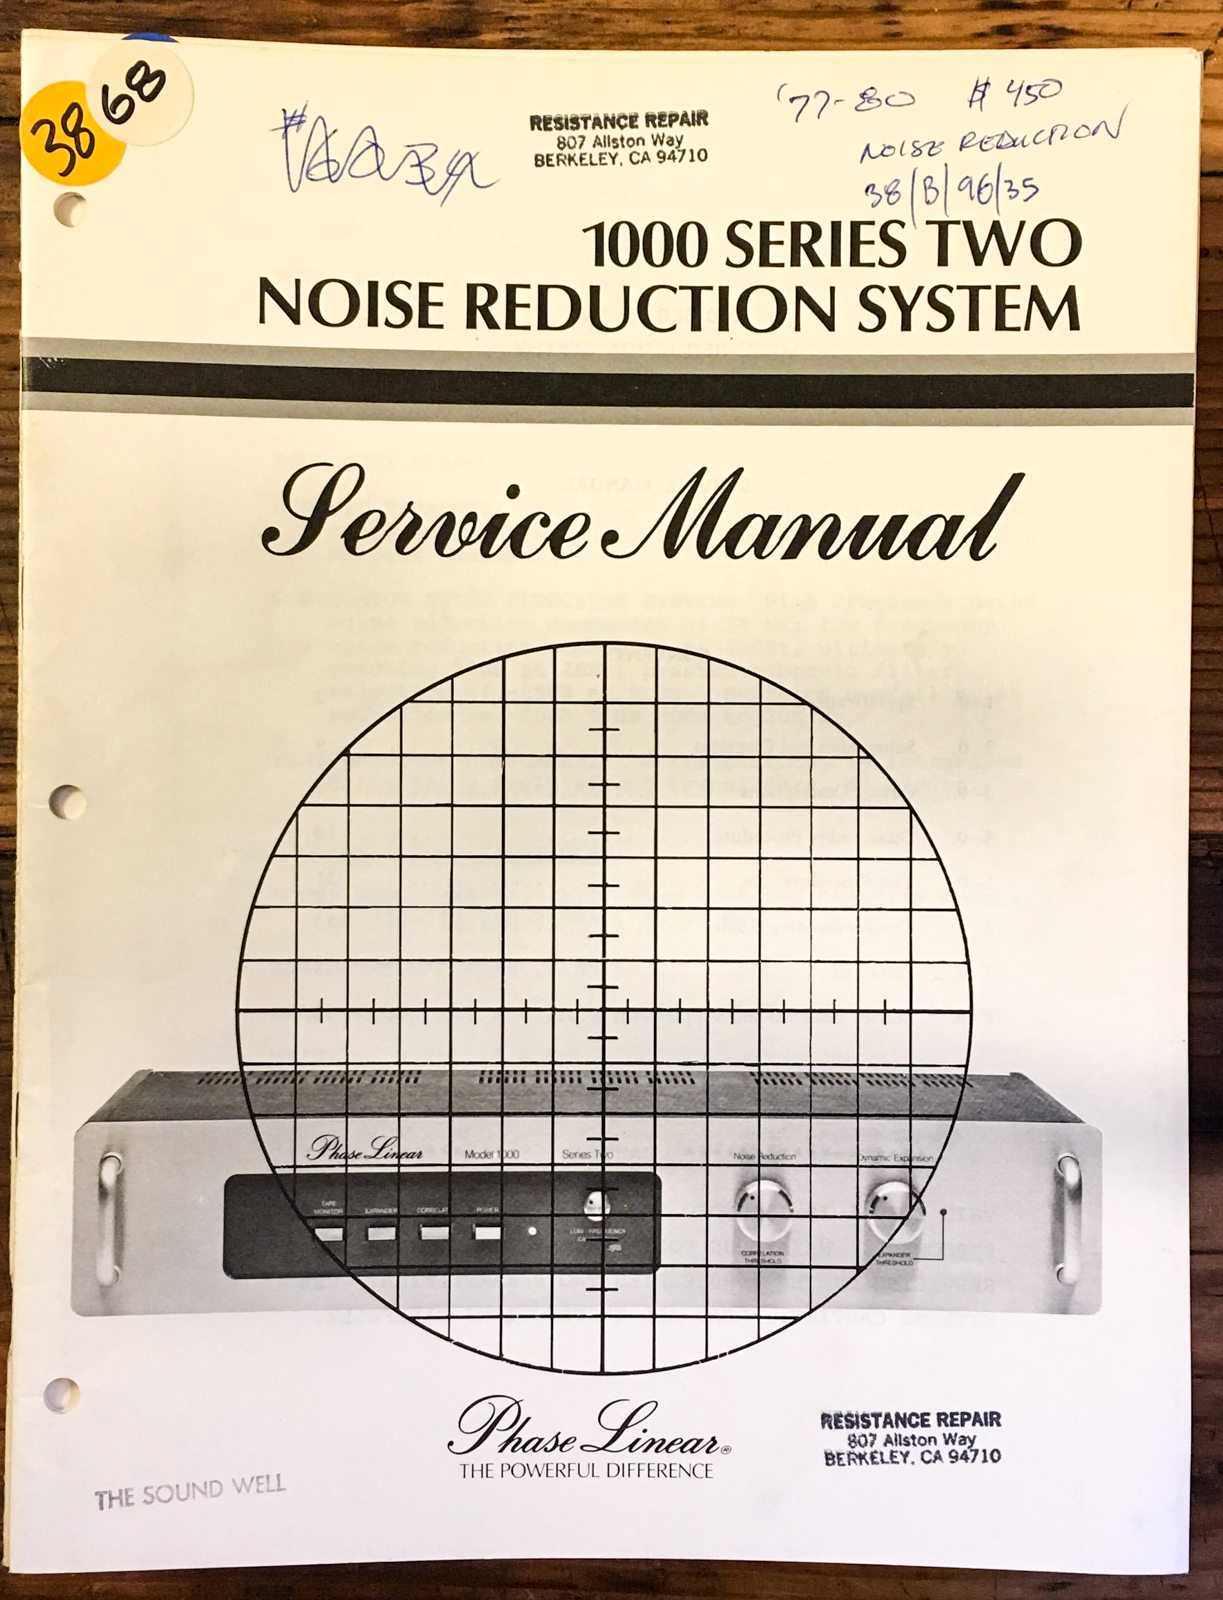 38
68
'77-80 $450
RESISTANCE REPAIR
807 Allston Way
BERKELEY, CA 94710
NOISE REDUCTION
38/B/96/35
1000 SERIES TWO
NOISE REDUCTION SYSTEM
Service Manual
Phase Linear Model 1000 Series Two
Noise Reduction
Dynamic Expansion
TAPE
MONITOR
EXPANDER
CORRELAT
POWER
CORRELATION
THRESHOLD
EXPANDER
THRESHOLD
Phase Linear®
THE POWERFUL DIFFERENCE
RESISTANCE REPAIR
807 Allston Way
BERKELEY, CA 94710
THE SOUND WELL